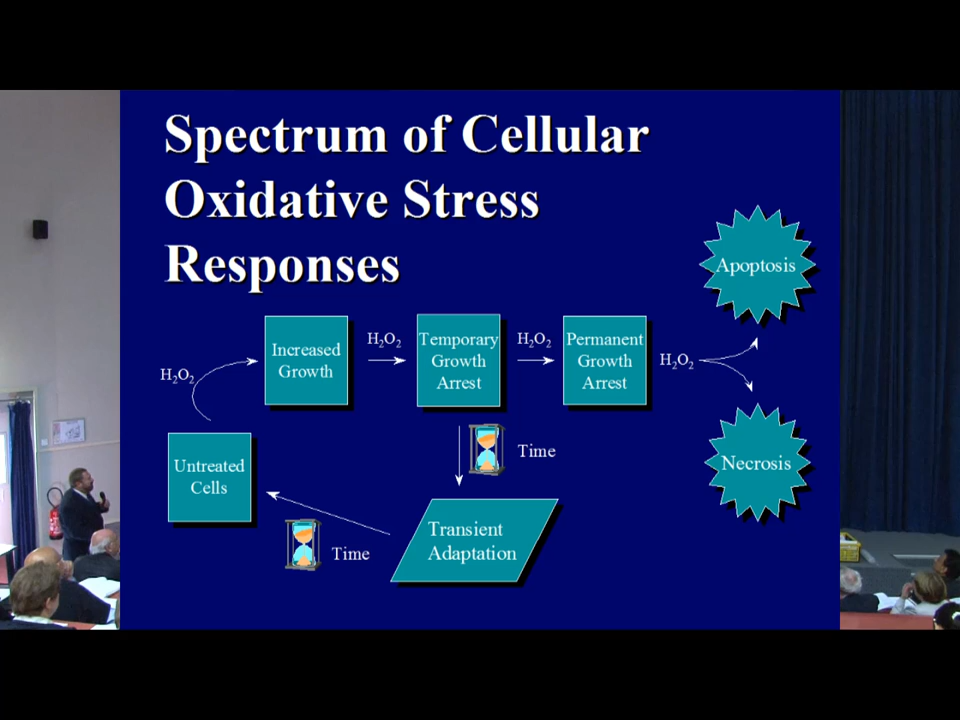 Spectrum of Cellular
Oxidative Stress
Responses
Apoptosis
H₂O₂
Increased
Growth
H₂O₂
Temporary
Growth
Arrest
H₂O₂
Permanent
Growth
Arrest
H₂O₂
Untreated
Cells
Time
Necrosis
Transient
Adaptation
Time